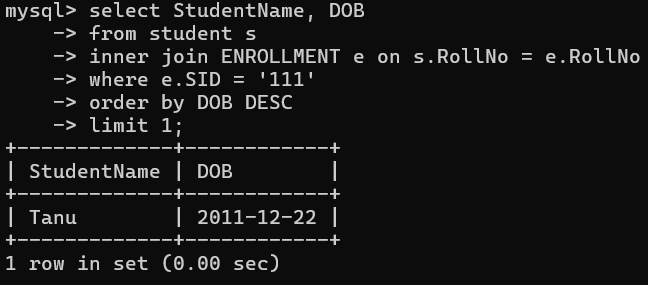 mysql> select StudentName, DOB
    -> from student s
    -> inner join ENROLLMENT e on s.RollNo = e.RollNo
    -> where e.SID = '111'
    -> order by DOB DESC
    -> limit 1;
+-------------+------------+
| StudentName | DOB        |
+-------------+------------+
| Tanu        | 2011-12-22 |
+-------------+------------+
1 row in set (0.00 sec)